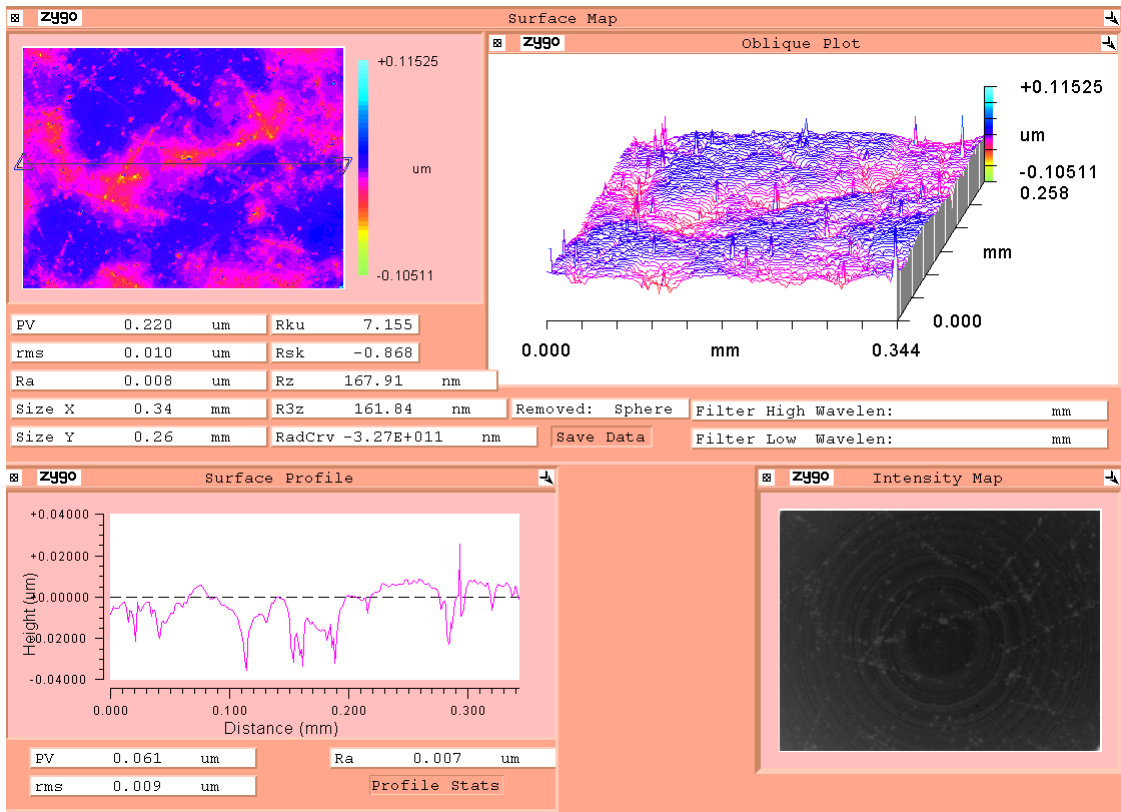 zygo Surface Map
+0.11525
um
-0.10511
zygo Oblique Plot
+0.11525
um
-0.10511
0.258
mm
0.000
0.000 mm 0.344
PV 0.220 um
rms 0.010 um
Ra 0.008 um
Size X 0.34 mm
Size Y 0.26 mm
Rku 7.155
Rsk -0.868
Rz 167.91 nm
R3z 161.84 nm
RadCrv -3.27E+011 nm
Removed: Sphere
Save Data
Filter High Wavelen: mm
Filter Low Wavelen: mm
zygo Surface Profile
Height (um)
+0.04000
+0.02000
+0.00000
-0.02000
-0.04000
0.000 0.100 0.200 0.300
Distance (mm)
PV 0.061 um
rms 0.009 um
Ra 0.007 um
Profile Stats
zygo Intensity Map